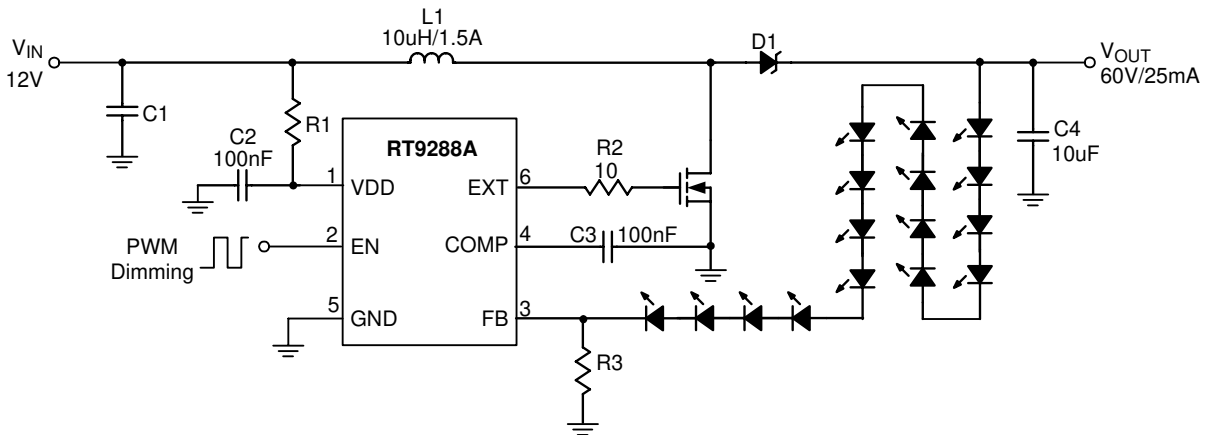 L1
10uH/1.5A
VIN
12V
D1
VOUT
60V/25mA
C1
R1
C2
100nF
RT9288A
R2
10
C4
10uF
1
VDD
EXT
6
2
EN
COMP
4
C3
100nF
PWM
Dimming
5
GND
FB
3
R3